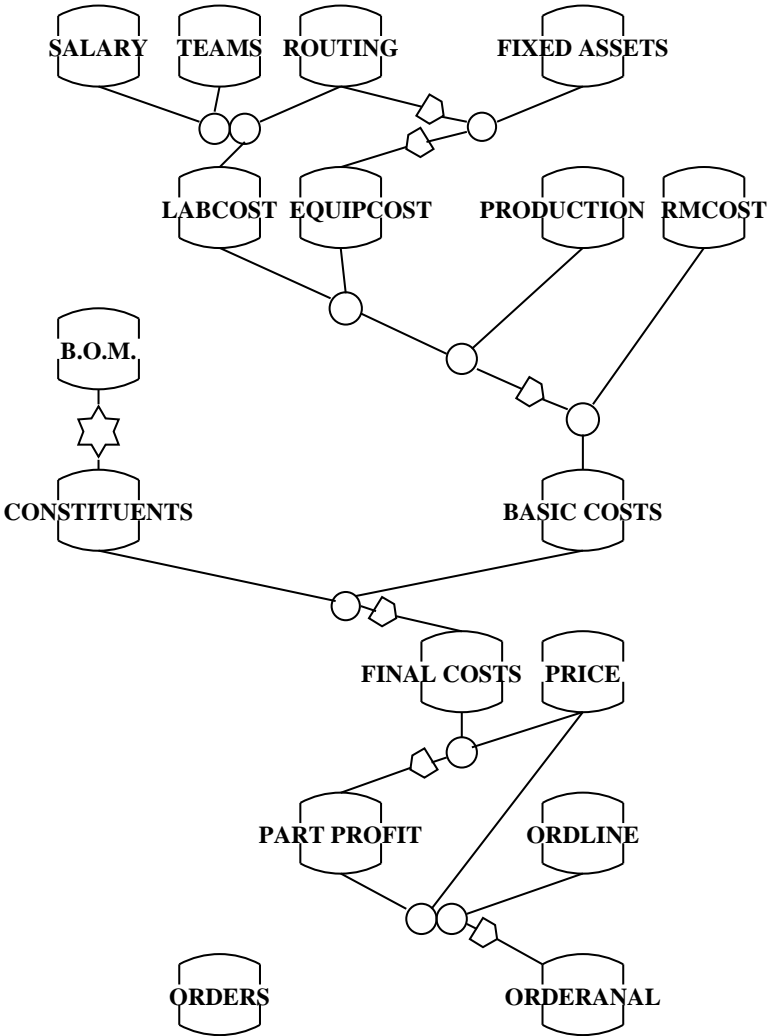 SALARY TEAMS ROUTING FIXED ASSETS
LABCOST EQUIPCOST PRODUCTION RMCOST
B.O.M.
CONSTITUENTS BASIC COSTS
FINAL COSTS PRICE
PART PROFIT ORDLINE
ORDERS ORDERANAL